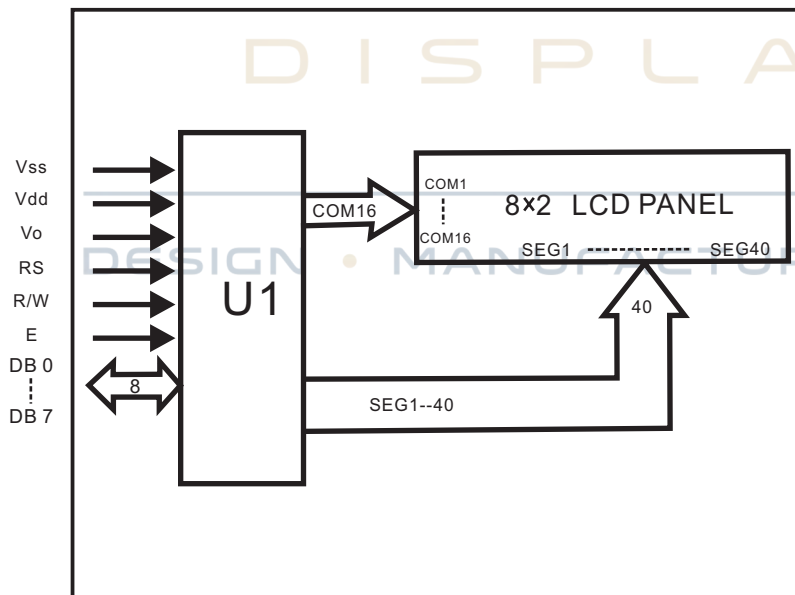 DISPLA
Vss
Vdd
Vo
RS
R/W
E
DB 0
DB 7
8
U1
COM16
COM1
COM16
8×2 LCD PANEL
SEG1 SEG40
40
SEG1--40
DESIGN • MANUFACTUR